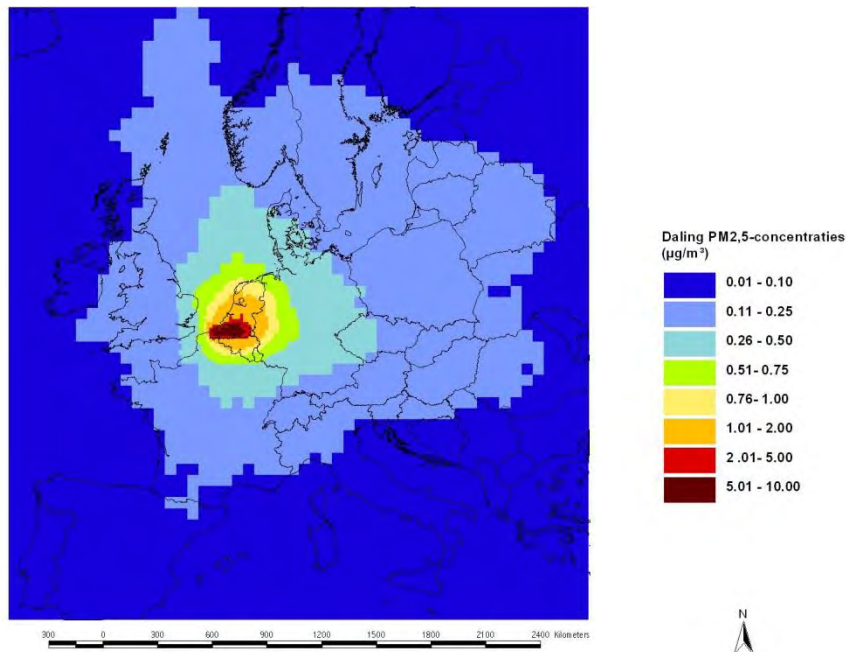 Daling PM2,5-concentraties
(µg/m³)
0.01 - 0.10
0.11 - 0.25
0.26 - 0.50
0.51- 0.75
0.76- 1.00
1.01 - 2.00
2 .01- 5.00
5.01 - 10.00
300 0 300 600 900 1200 1500 1800 2100 2400 Kilometers
N